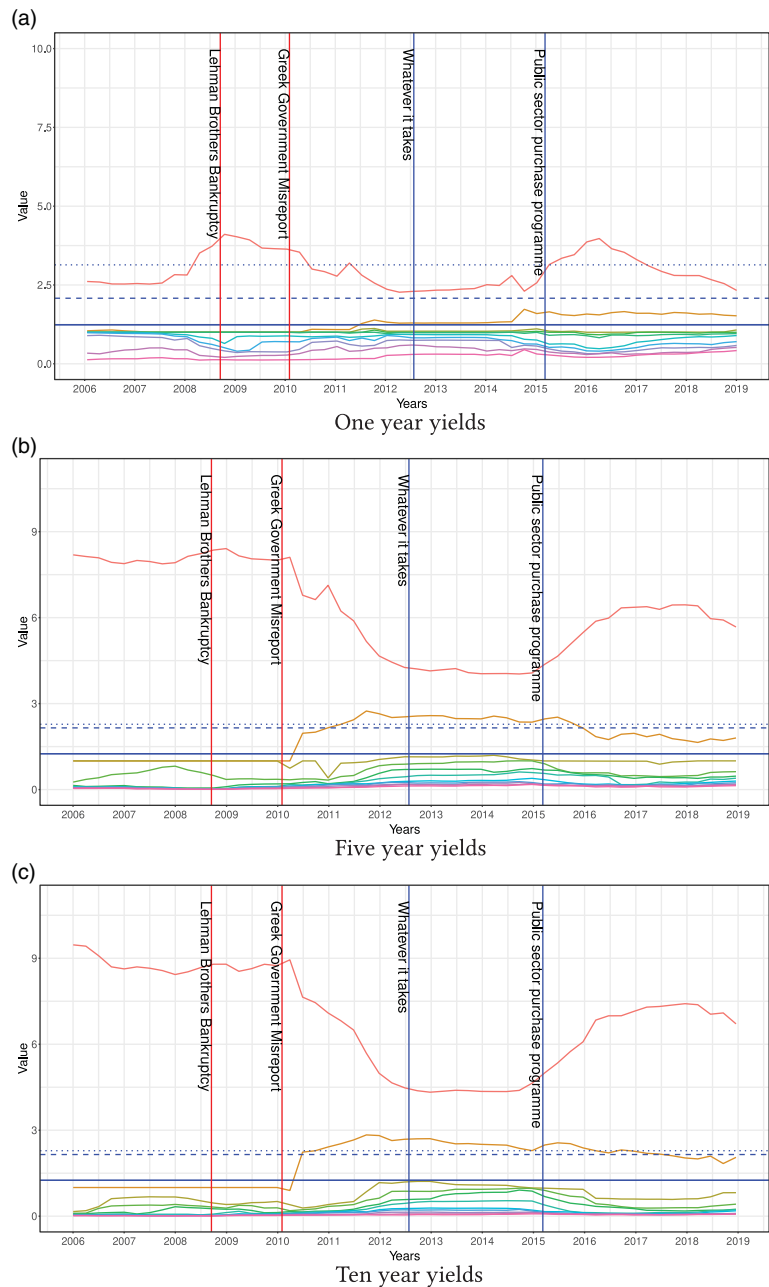 (a)
10.0
7.5
5.0
2.5
0.0
Value
Lehman Brothers Bankruptcy
Greek Government Misreport
Whatever it takes
Public sector purchase programme
2006 2007 2008 2009 2010 2011 2012 2013 2014 2015 2016 2017 2018 2019
Years
One year yields
(b)
9
6
3
0
Value
Lehman Brothers Bankruptcy
Greek Government Misreport
Whatever it takes
Public sector purchase programme
2006 2007 2008 2009 2010 2011 2012 2013 2014 2015 2016 2017 2018 2019
Years
Five year yields
(c)
9
6
3
0
Value
Lehman Brothers Bankruptcy
Greek Government Misreport
Whatever it takes
Public sector purchase programme
2006 2007 2008 2009 2010 2011 2012 2013 2014 2015 2016 2017 2018 2019
Years
Ten year yields